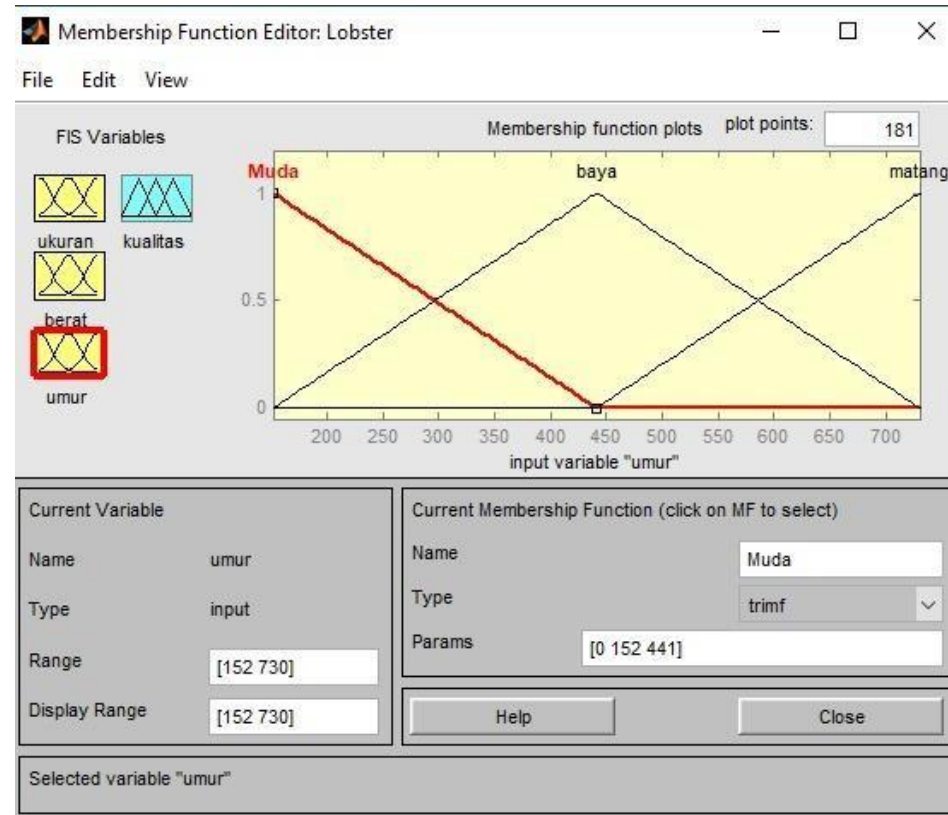 Membership Function Editor: Lobster
File Edit View
FIS Variables
Membership function plots plot points: 181
ukuran kualitas
berat
umur
Muda baya matang
1
0.5
0
200 250 300 350 400 450 500 550 600 650 700
input variable "umur"
Current Variable
Name umur
Type input
Range [152 730]
Display Range [152 730]
Current Membership Function (click on MF to select)
Name Muda
Type trimf
Params [0 152 441]
Help Close
Selected variable "umur"